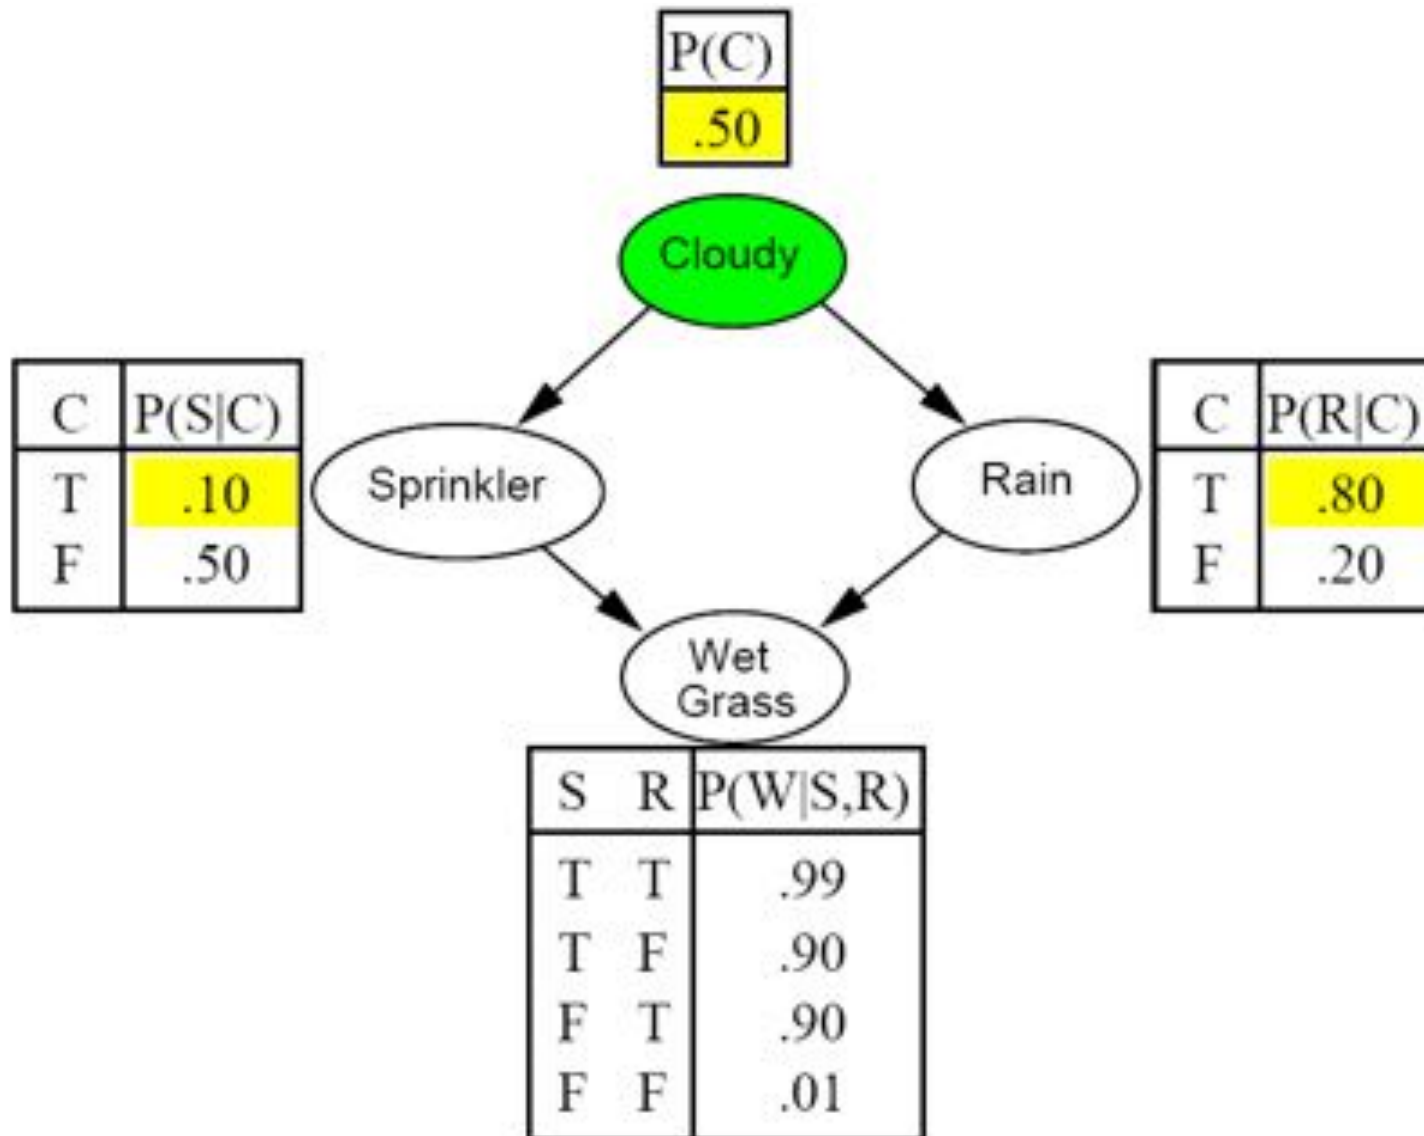 P(C)
.50
Cloudy
C P(S|C)
T .10
F .50
Sprinkler
Rain
C P(R|C)
T .80
F .20
Wet
Grass
S R P(W|S,R)
T T .99
T F .90
F T .90
F F .01